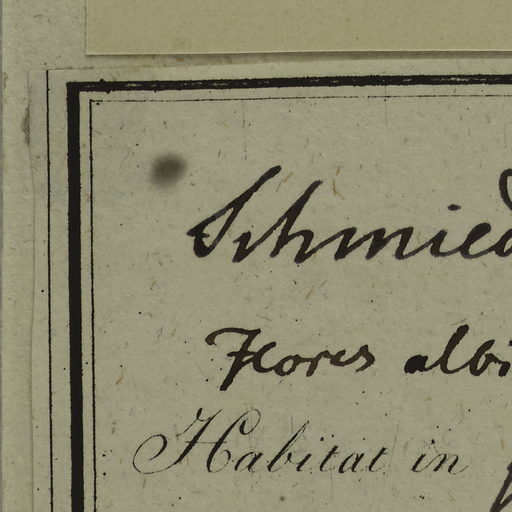 Schmied
Flores albi
Habitat in